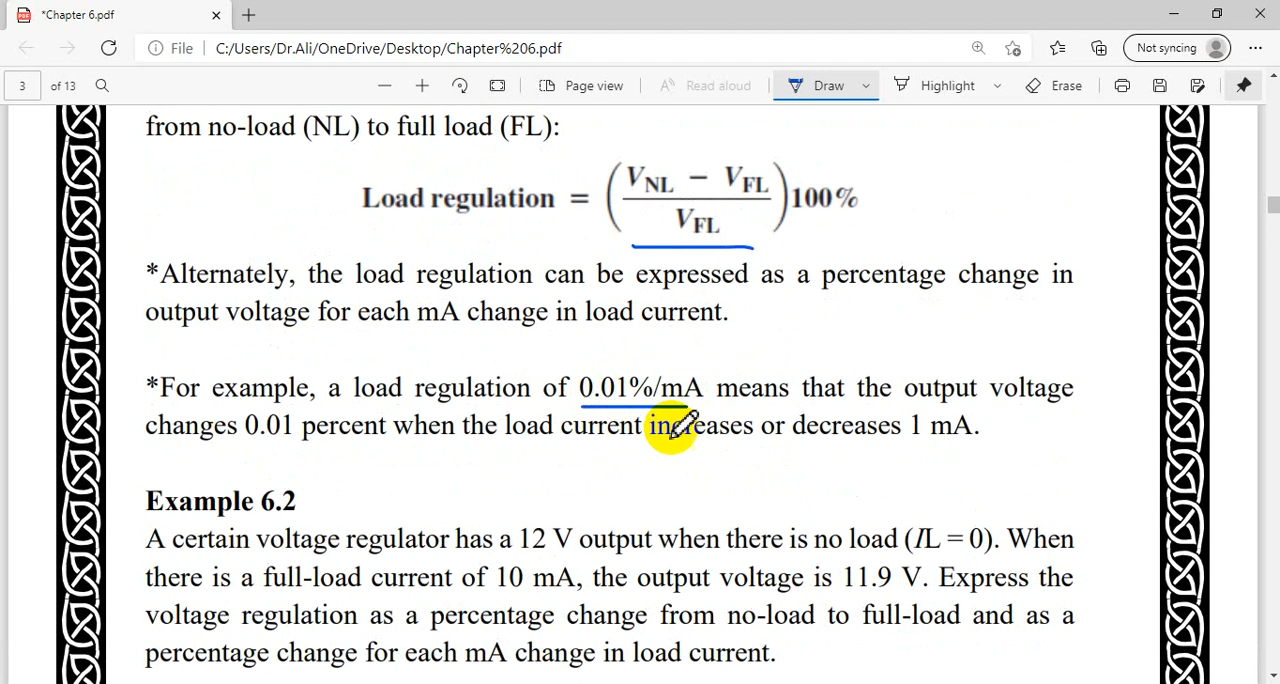 *Chapter 6.pdf
File | C:/Users/Dr.Ali/OneDrive/Desktop/Chapter%206.pdf
Not syncing
3 of 13
Page view
Read aloud
Draw
Highlight
Erase
from no-load (NL) to full load (FL):
Load regulation = ((V_NL − V_FL)/V_FL)100%
*Alternately, the load regulation can be expressed as a percentage change in
output voltage for each mA change in load current.
*For example, a load regulation of 0.01%/mA means that the output voltage
changes 0.01 percent when the load current increases or decreases 1 mA.
Example 6.2
A certain voltage regulator has a 12 V output when there is no load (IL = 0). When
there is a full-load current of 10 mA, the output voltage is 11.9 V. Express the
voltage regulation as a percentage change from no-load to full-load and as a
percentage change for each mA change in load current.